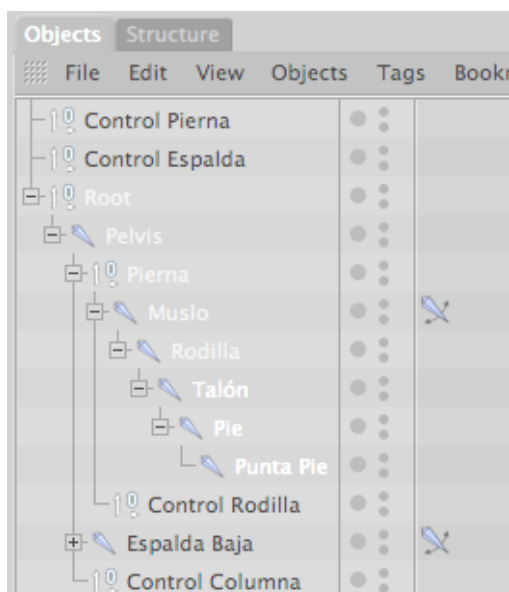 Objects Structure
File Edit View Objects Tags Bookr
Control Pierna
Control Espalda
Root
Pelvis
Pierna
Muslo
Rodilla
Talón
Pie
Punta Pie
Control Rodilla
Espalda Baja
Control Columna